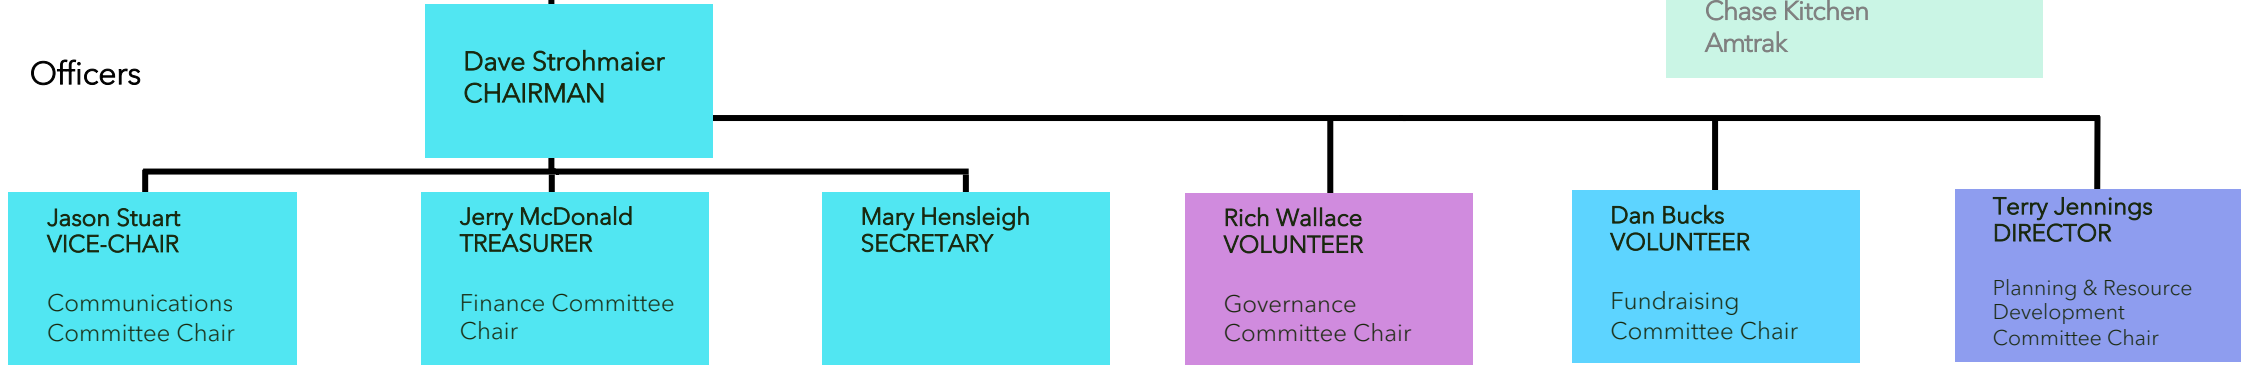 Chase Kitchen
Amtrak
Officers
Dave Strohmaier
CHAIRMAN
Jason Stuart
VICE-CHAIR
Communications
Committee Chair
Jerry McDonald
TREASURER
Finance Committee
Chair
Mary Hensleigh
SECRETARY
Rich Wallace
VOLUNTEER
Governance
Committee Chair
Dan Bucks
VOLUNTEER
Fundraising
Committee Chair
Terry Jennings
DIRECTOR
Planning & Resource
Development
Committee Chair